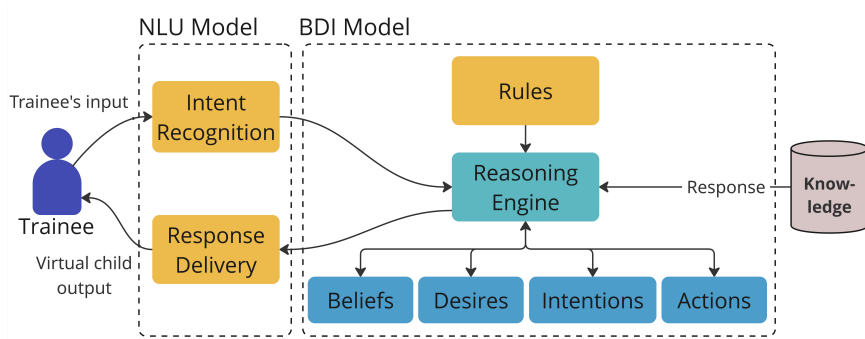 NLU Model
BDI Model
Trainee's input
Intent
Recognition
Rules
Reasoning
Engine
Response
Know-
ledge
Trainee
Response
Delivery
Virtual child
output
Beliefs
Desires
Intentions
Actions